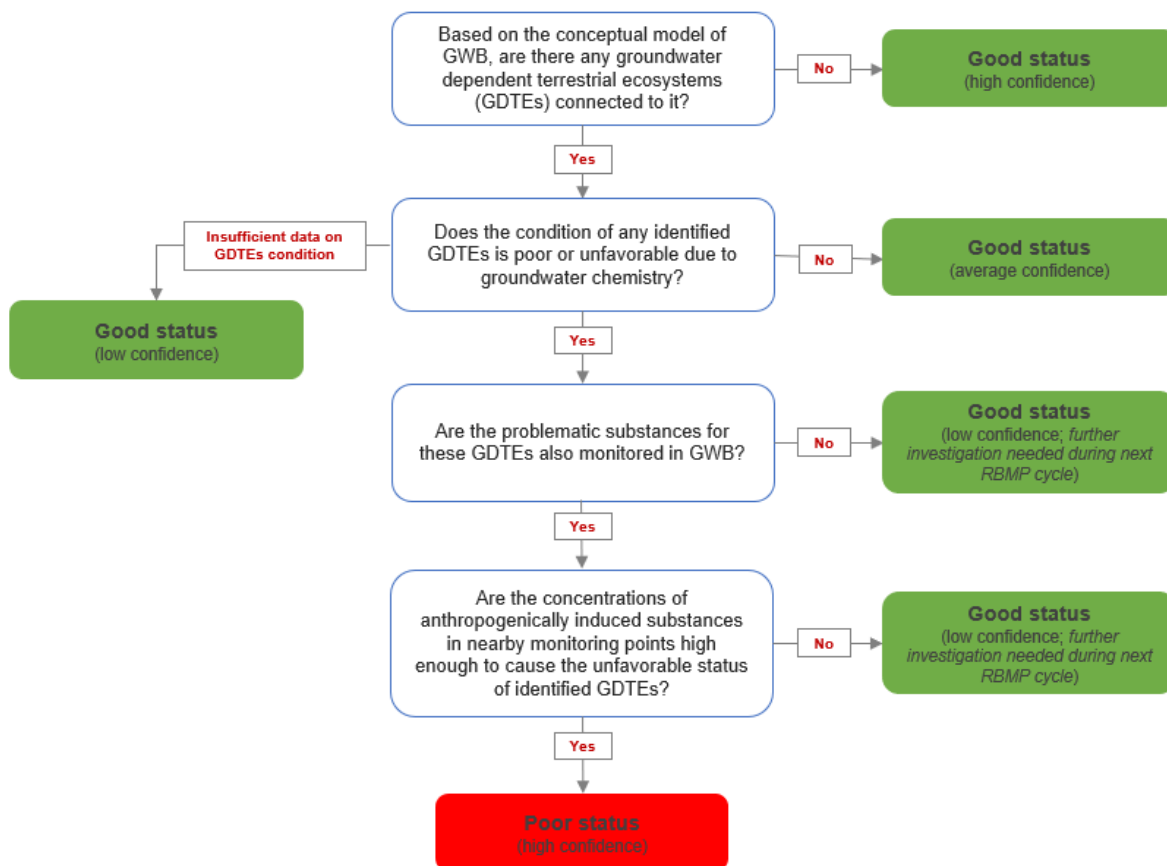 Based on the conceptual model of
GWB, are there any groundwater
dependent terrestrial ecosystems
(GDTEs) connected to it?
No
Good status
(high confidence)
Yes
Insufficient data on
GDTEs condition
Does the condition of any identified
GDTEs is poor or unfavorable due to
groundwater chemistry?
No
Good status
(average confidence)
Good status
(low confidence)
Yes
Are the problematic substances for
these GDTEs also monitored in GWB?
No
Good status
(low confidence; further
investigation needed during next
RBMP cycle)
Yes
Are the concentrations of
anthropogenically induced substances
in nearby monitoring points high
enough to cause the unfavorable status
of identified GDTEs?
No
Good status
(low confidence; further
investigation needed during next
RBMP cycle)
Yes
Poor status
(high confidence)